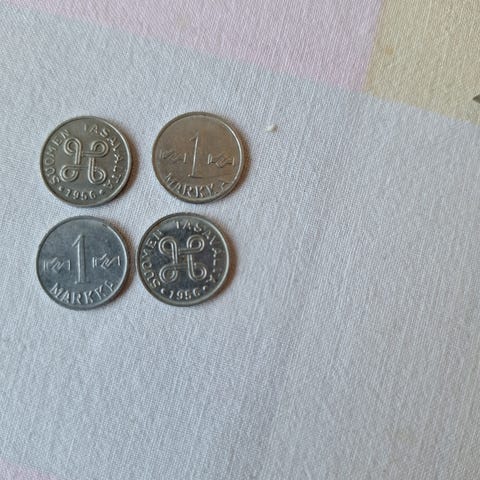 SUOMEN TASAVALTA
·1956·
1
MARKKA
1
MARKKA
SUOMEN TASAVALTA
·1956·